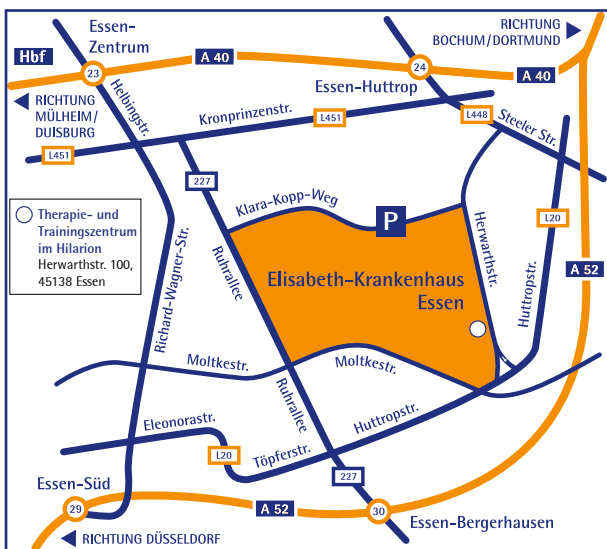 Essen-
Zentrum
Hbf
23
A 40
24
A 40
RICHTUNG
BOCHUM/DORTMUND
RICHTUNG
MÜLHEIM/
DUISBURG
Helbingstr.
Essen-Huttrop
Kronprinzenstr.
L451
L451
L448
Steeler Str.
227
Klara-Kopp-Weg
P
L20
Therapie- und
Trainingszentrum
im Hilarion
Herwarthstr. 100,
45138 Essen
Richard-Wagner-Str.
Ruhrallee
Elisabeth-Krankenhaus
Essen
Herwarthstr.
Huttropstr.
A 52
Moltkestr.
Moltkestr.
Ruhrallee
Eleonorastr.
Huttropstr.
L20
Töpferstr.
227
Essen-Süd
29
A 52
30
Essen-Bergerhausen
RICHTUNG DÜSSELDORF